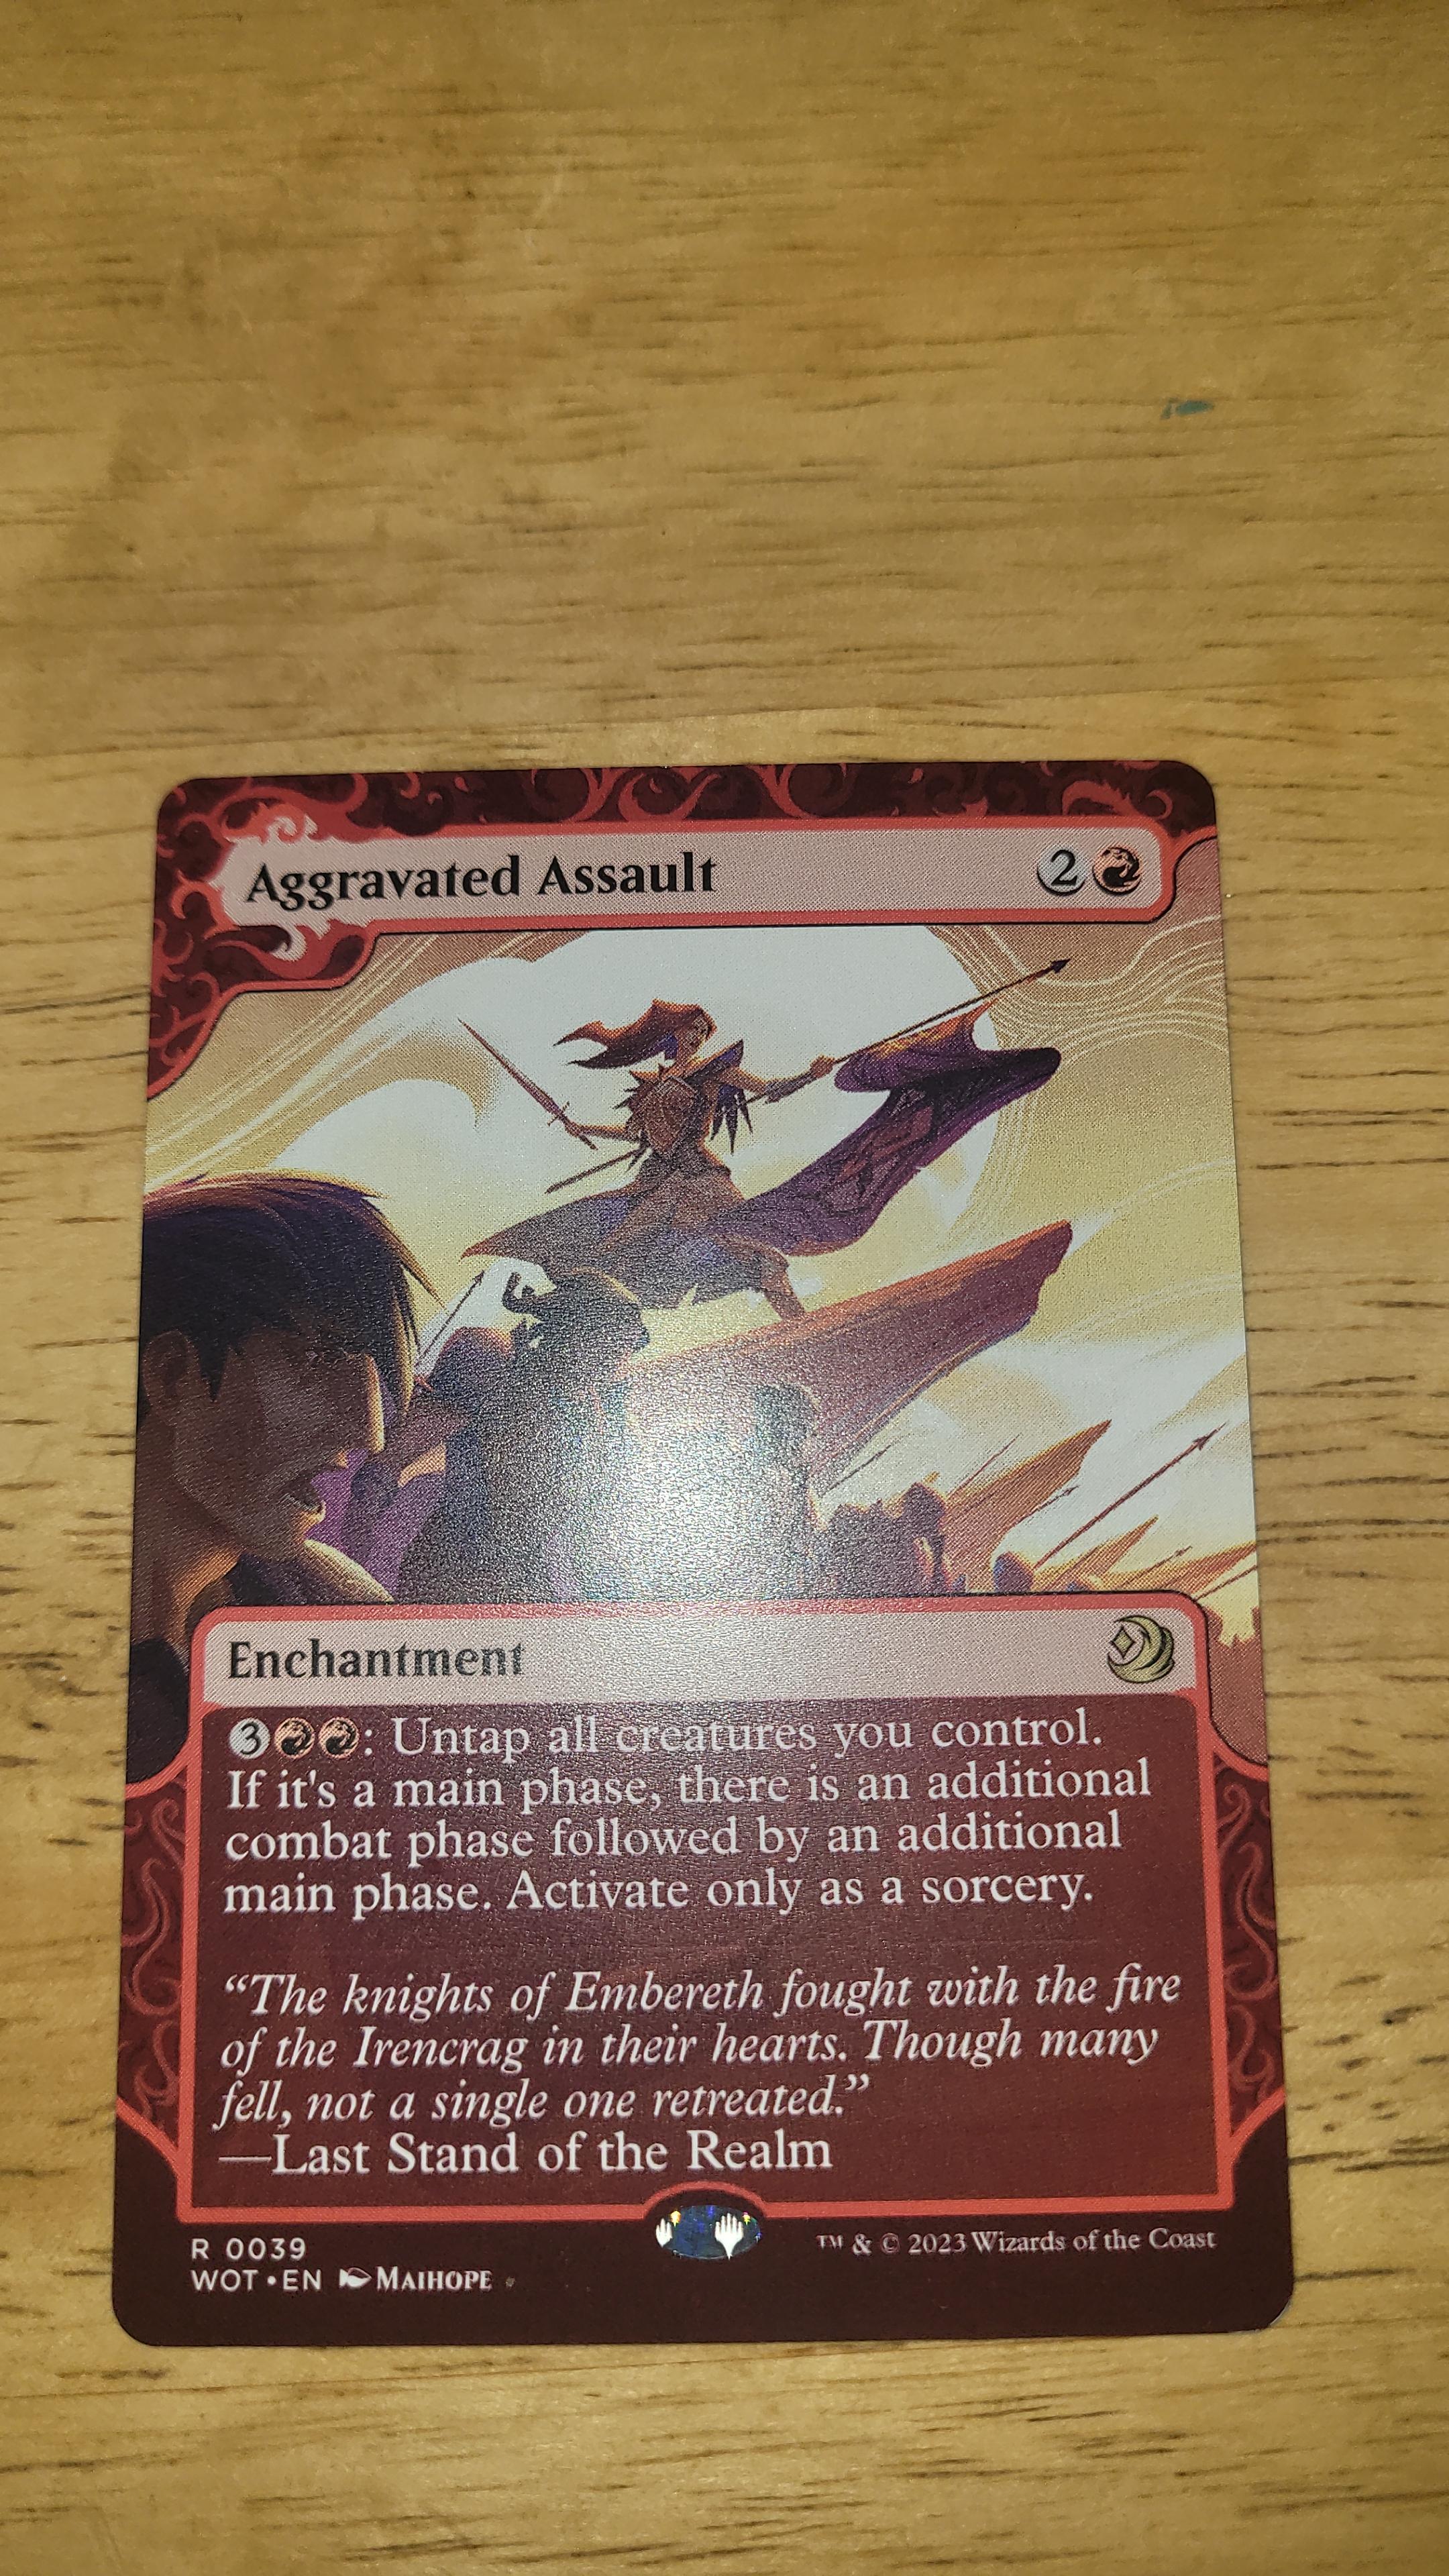 Aggravated Assault 2
Enchantment
3: Untap all creatures you control.
If it's a main phase, there is an additional
combat phase followed by an additional
main phase. Activate only as a sorcery.
“The knights of Embereth fought with the fire
of the Irencrag in their hearts. Though many
fell, not a single one retreated.”
—Last Stand of the Realm
R 0039
WOT • EN MAIHOPE
™ & © 2023 Wizards of the Coast